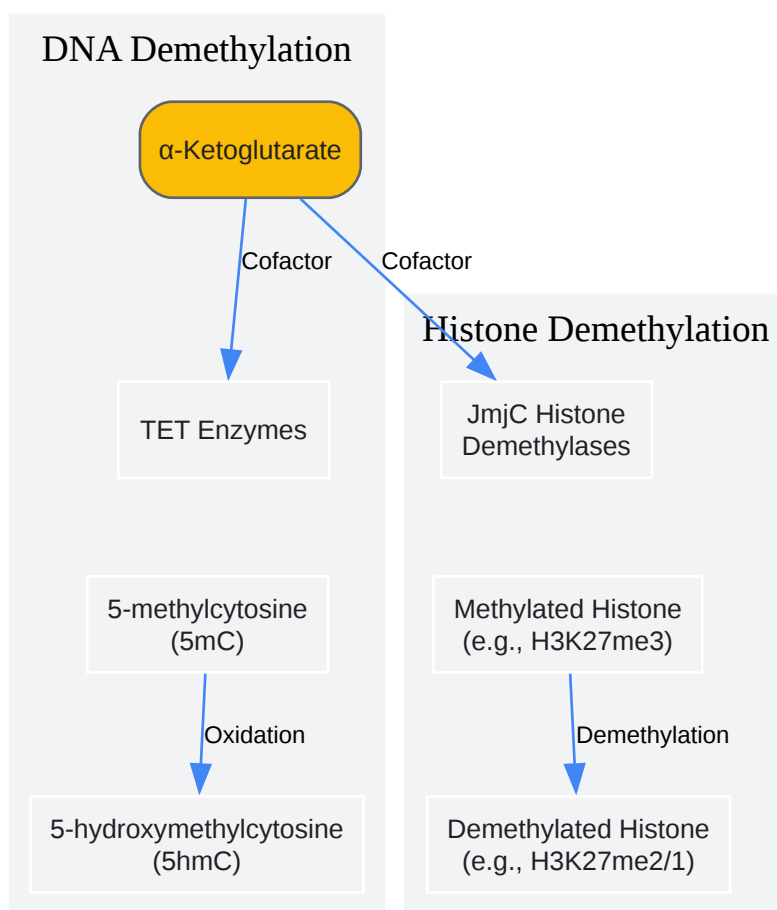 DNA Demethylation
α-Ketoglutarate
Cofactor
Cofactor
Histone Demethylation
TET Enzymes
JmjC Histone
Demethylases
5-methylcytosine
(5mC)
Methylated Histone
(e.g., H3K27me3)
Oxidation
Demethylation
5-hydroxymethylcytosine
(5hmC)
Demethylated Histone
(e.g., H3K27me2/1)